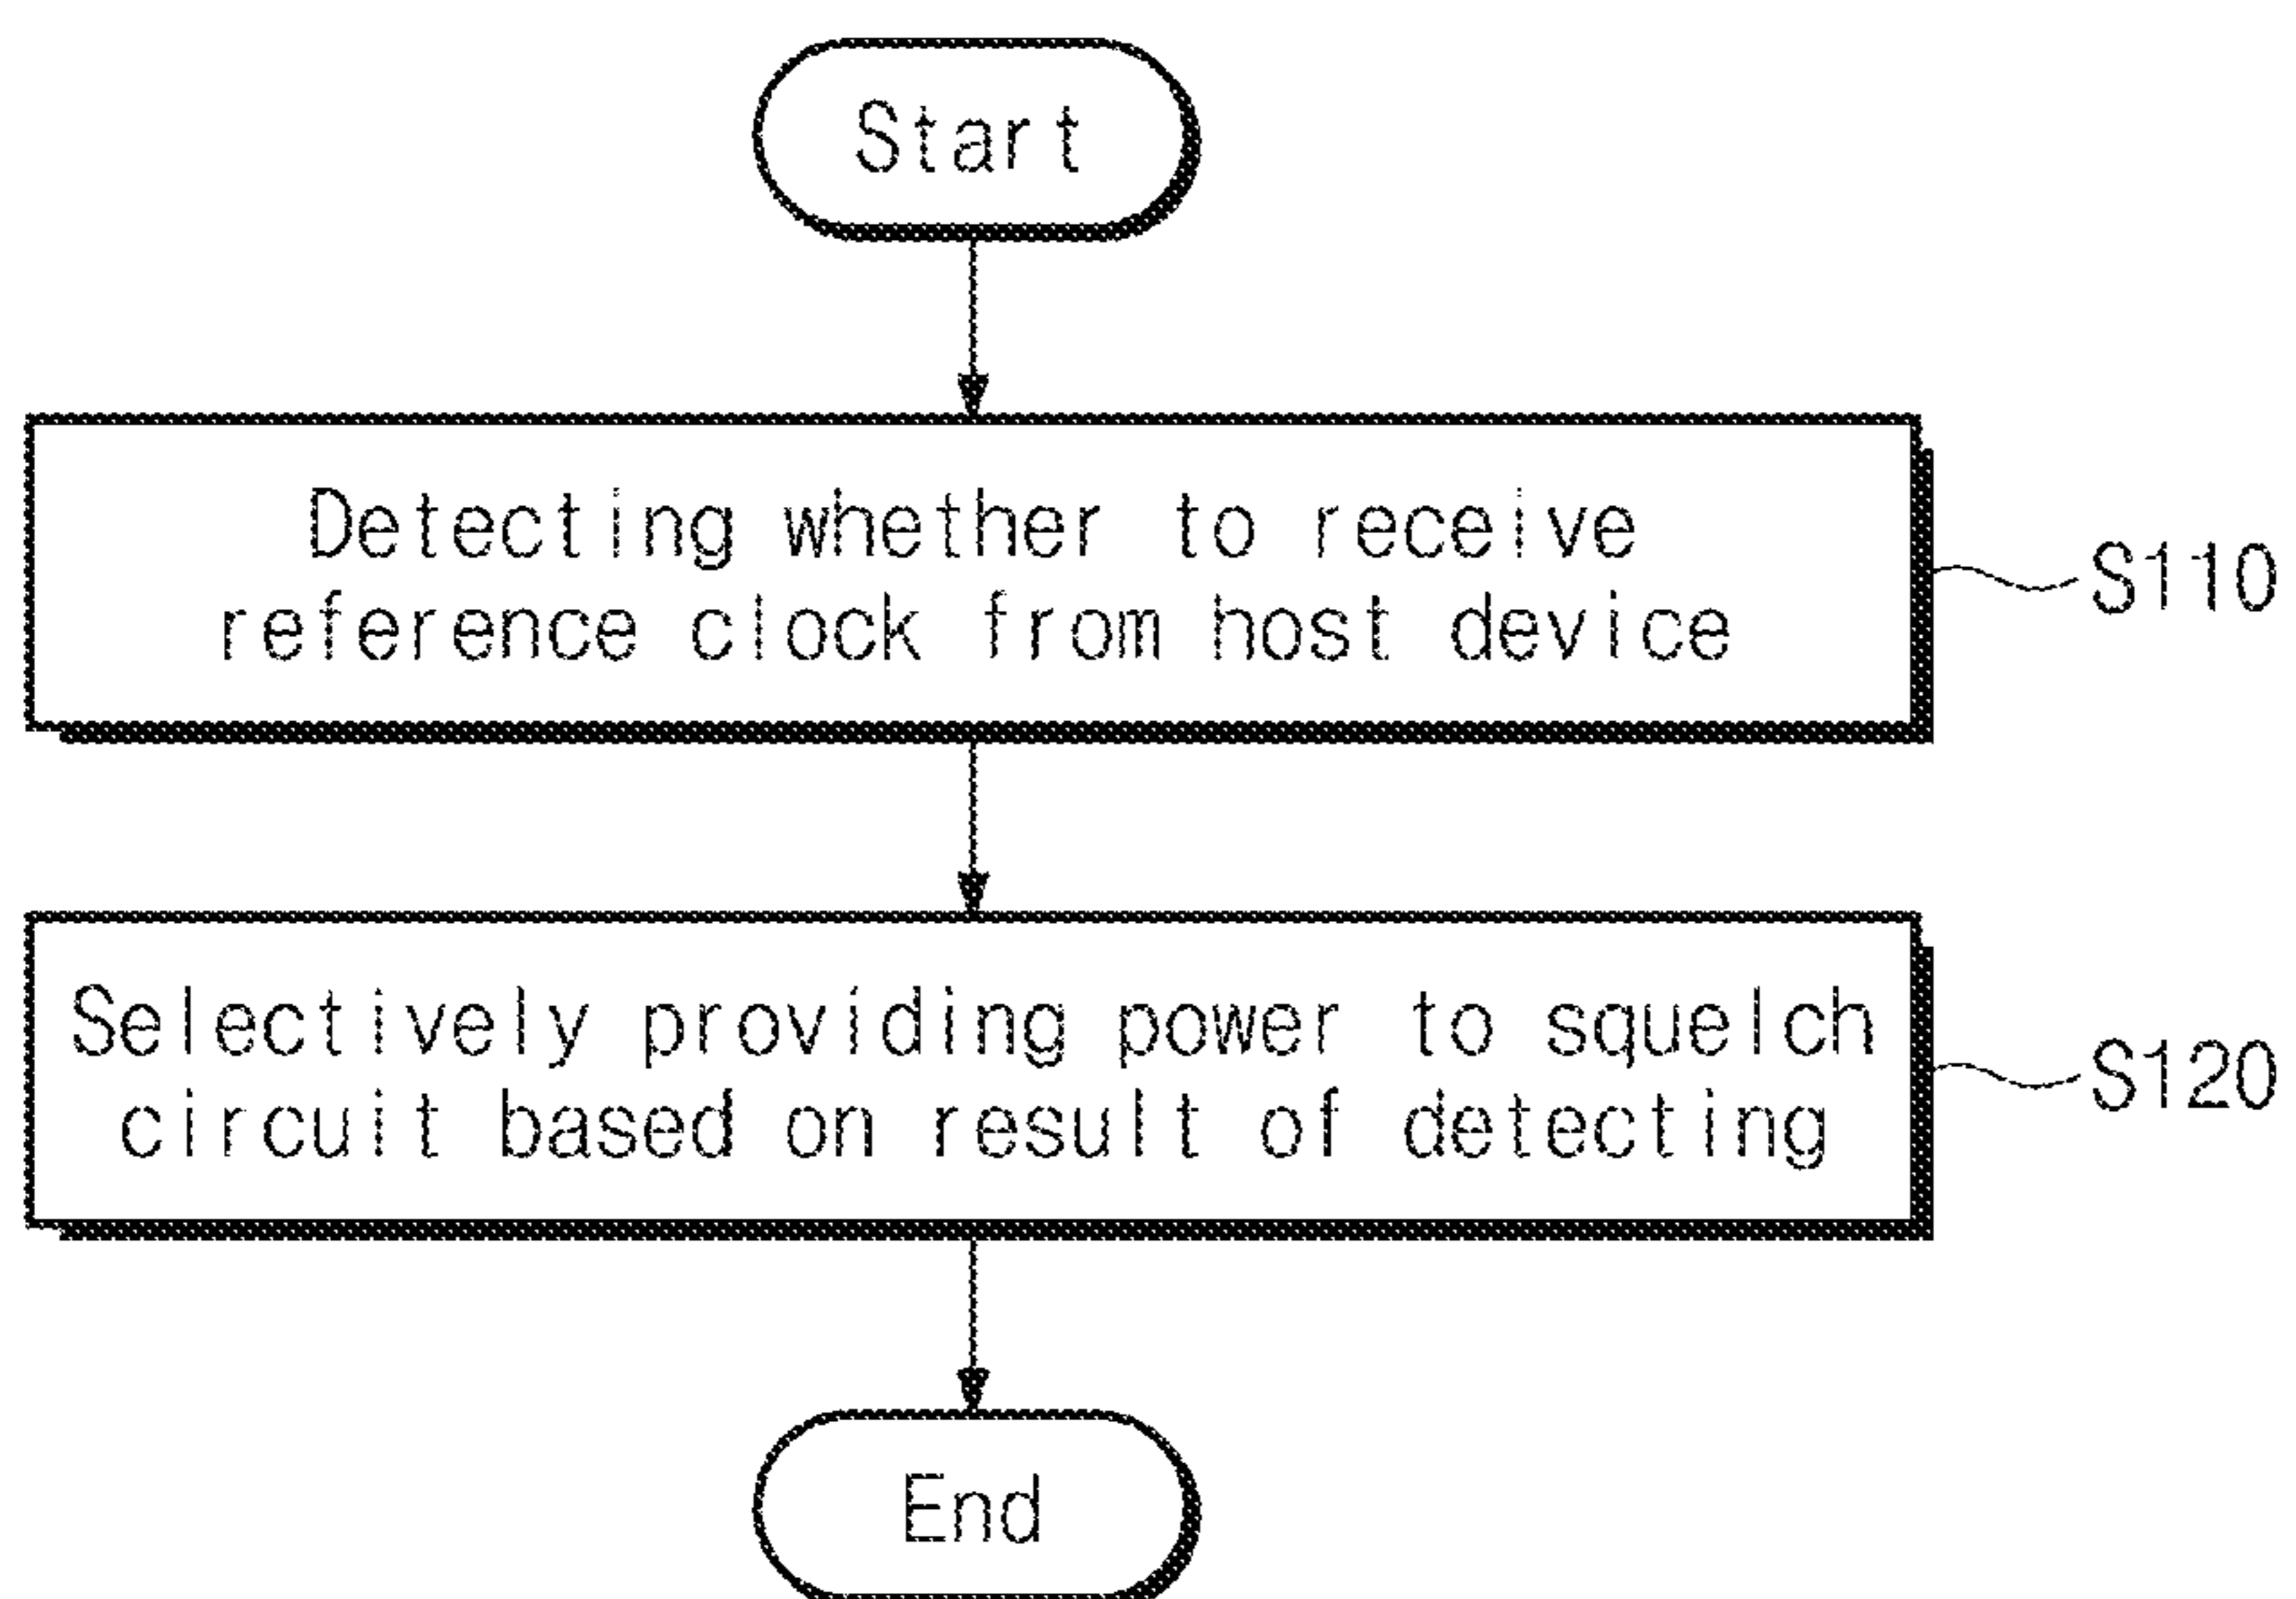 Start
Detecting whether to receive
reference clock from host device
S110
Selectively providing power to squelch
circuit based on result of detecting
S120
End